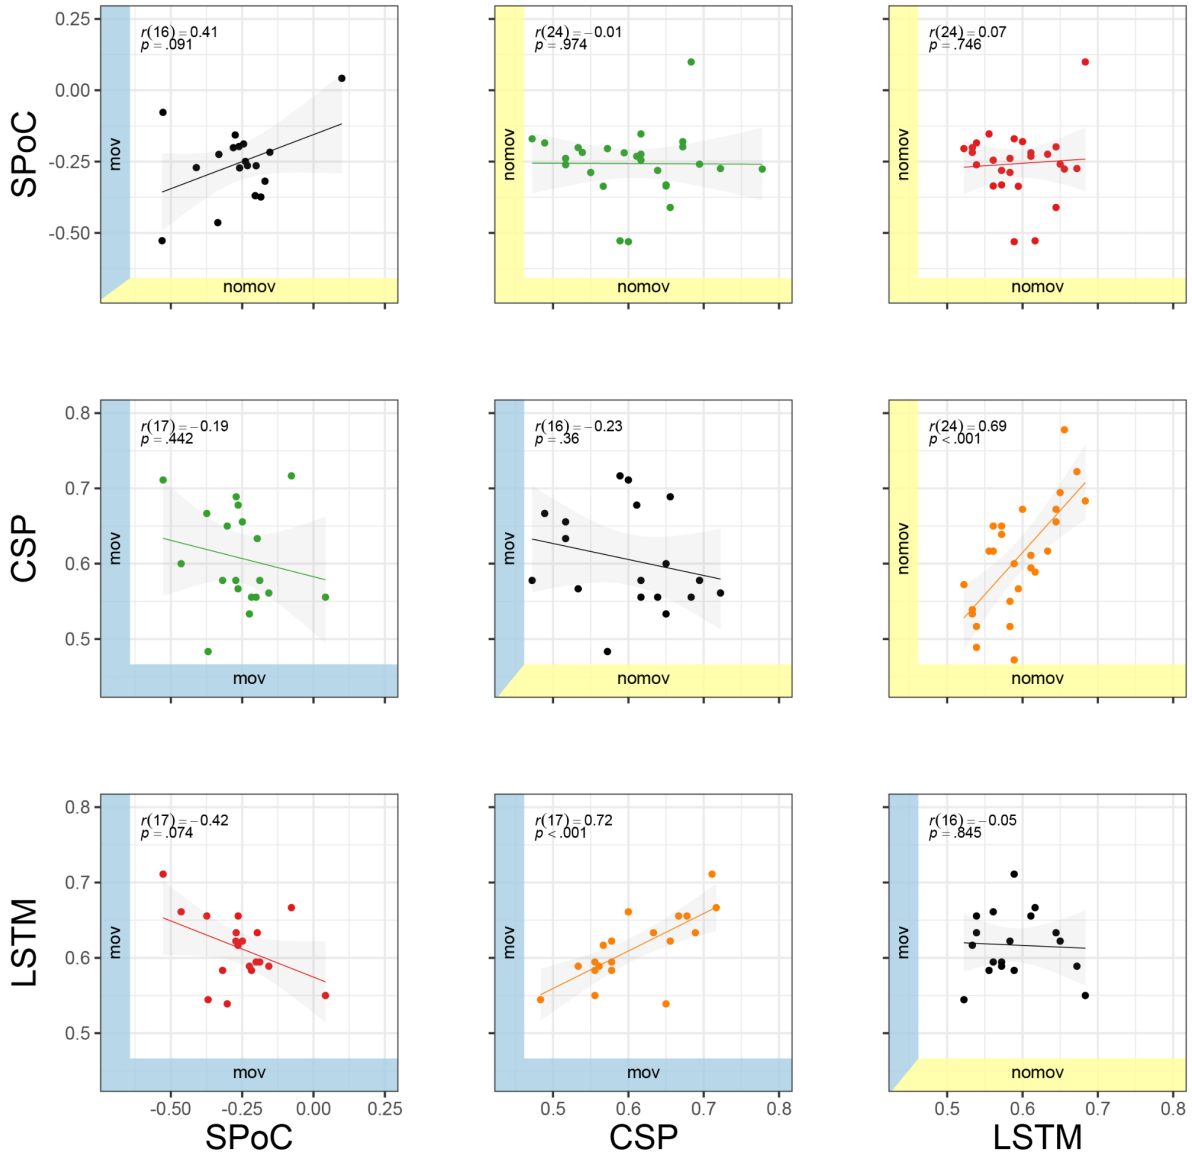 r(16) = 0.41
p = .091
r(24) = −0.01
p = .974
r(24) = 0.07
p = .746
0.25
0.00
-0.25
-0.50
SPoC
mov
nomov
nomov
nomov
nomov
nomov
r(17) = −0.19
p = .442
r(16) = −0.23
p = .36
r(24) = 0.69
p < .001
0.8
0.7
0.6
0.5
CSP
mov
mov
mov
nomov
nomov
nomov
r(17) = −0.42
p = .074
r(17) = 0.72
p < .001
r(16) = −0.05
p = .845
0.8
0.7
0.6
0.5
LSTM
mov
mov
mov
mov
mov
nomov
-0.50 -0.25 0.00 0.25
0.5 0.6 0.7 0.8
0.5 0.6 0.7 0.8
SPoC
CSP
LSTM